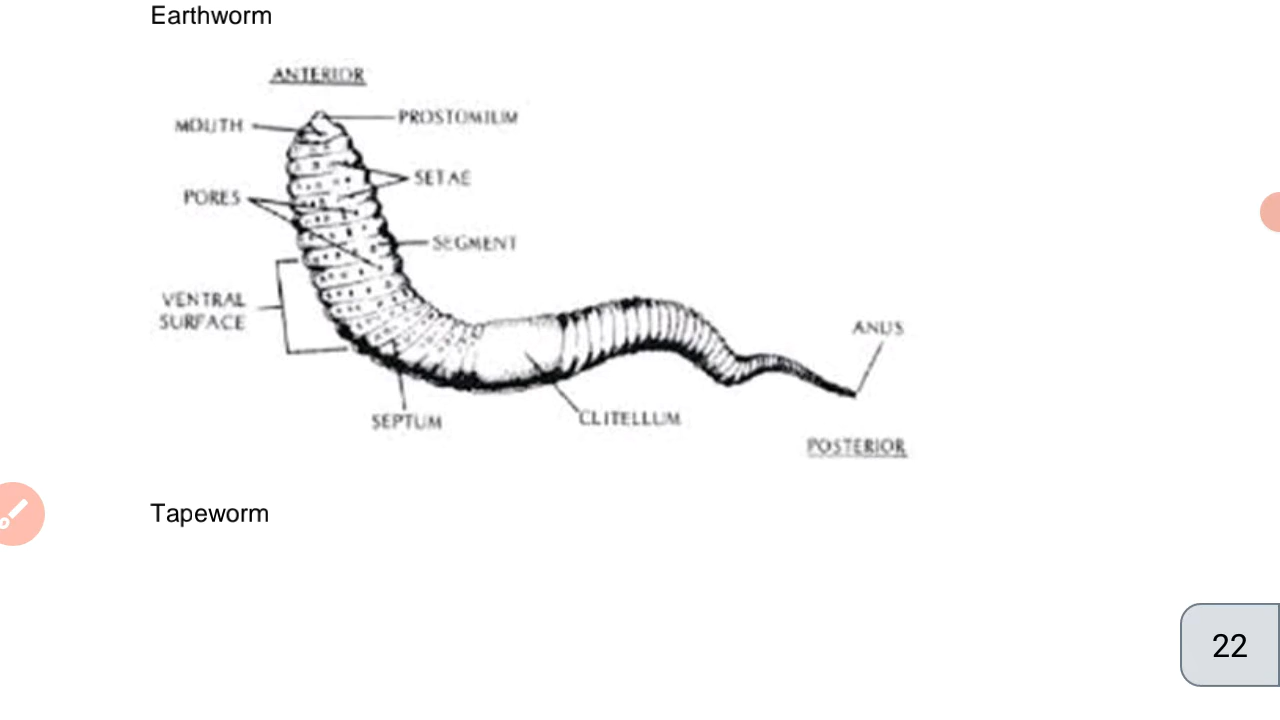 Earthworm
ANTERIOR
PROSTOMIUM
MOUTH
SETAE
PORES
SEGMENT
VENTRAL
SURFACE
ANUS
SEPTUM
CLITELLUM
POSTERIOR
Tapeworm
22